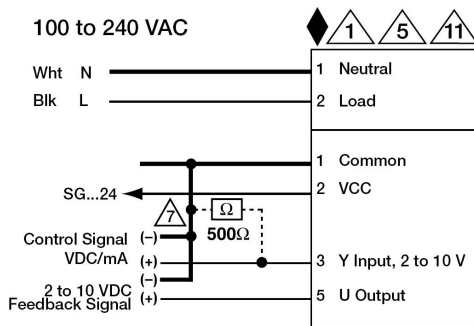 100 to 240 VAC
1 5 11
Wht N
1 Neutral
Blk L
2 Load
1 Common
SG...24
2 VCC
7
Ω
500Ω
Control Signal (–)
VDC/mA (+)
3 Y Input, 2 to 10 V
(–)
2 to 10 VDC
Feedback Signal (+)
5 U Output